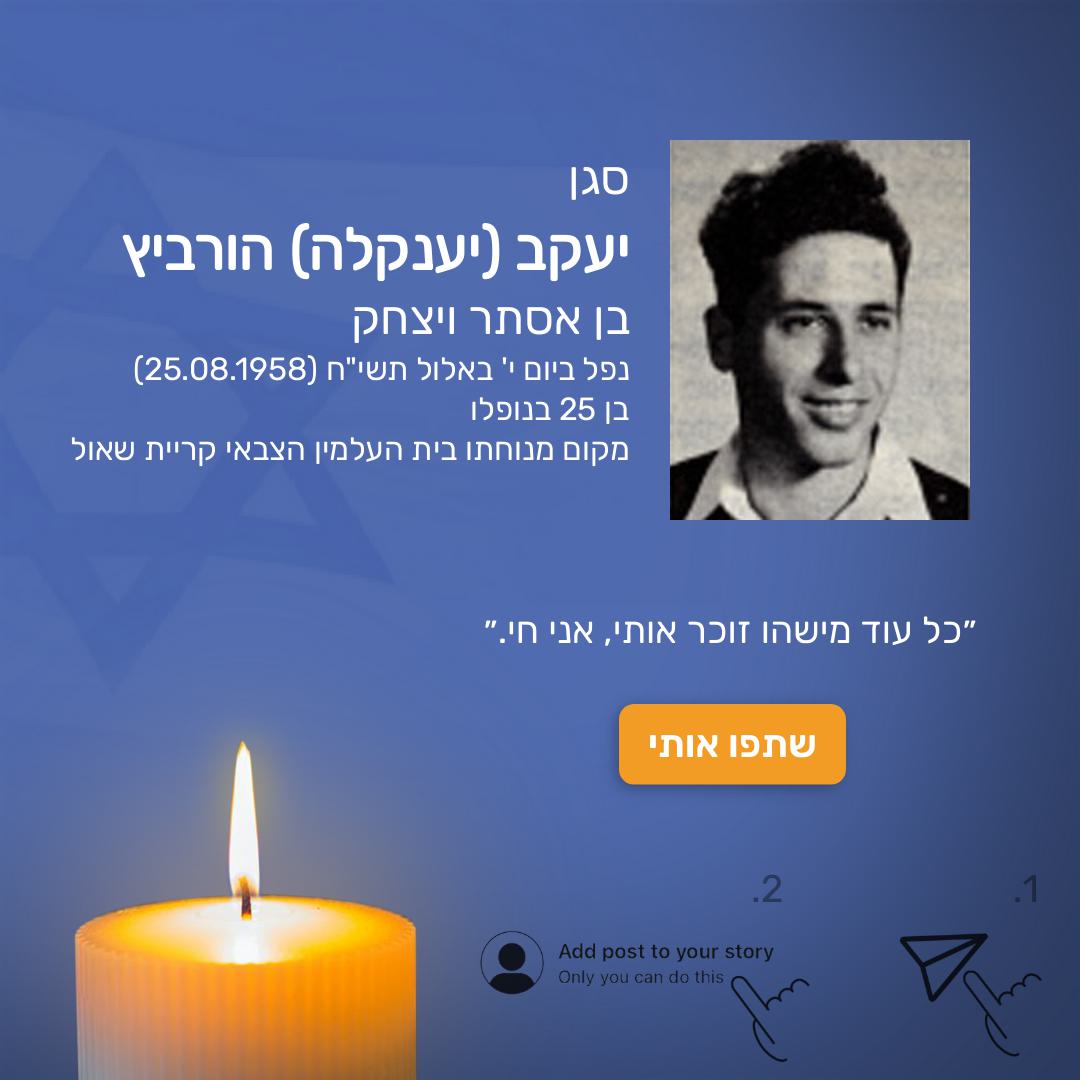 סגן
יעקב (יענקלה) הורביץ
בן אסתר ויצחק
נפל ביום י' באלול תשי"ח (25.08.1958)
בן 25 בנופלו
מקום מנוחתו בית העלמין הצבאי קריית שאול
״כל עוד מישהו זוכר אותי, אני חי.״
שתפו אותי
1.
2.
Add post to your story
Only you can do this